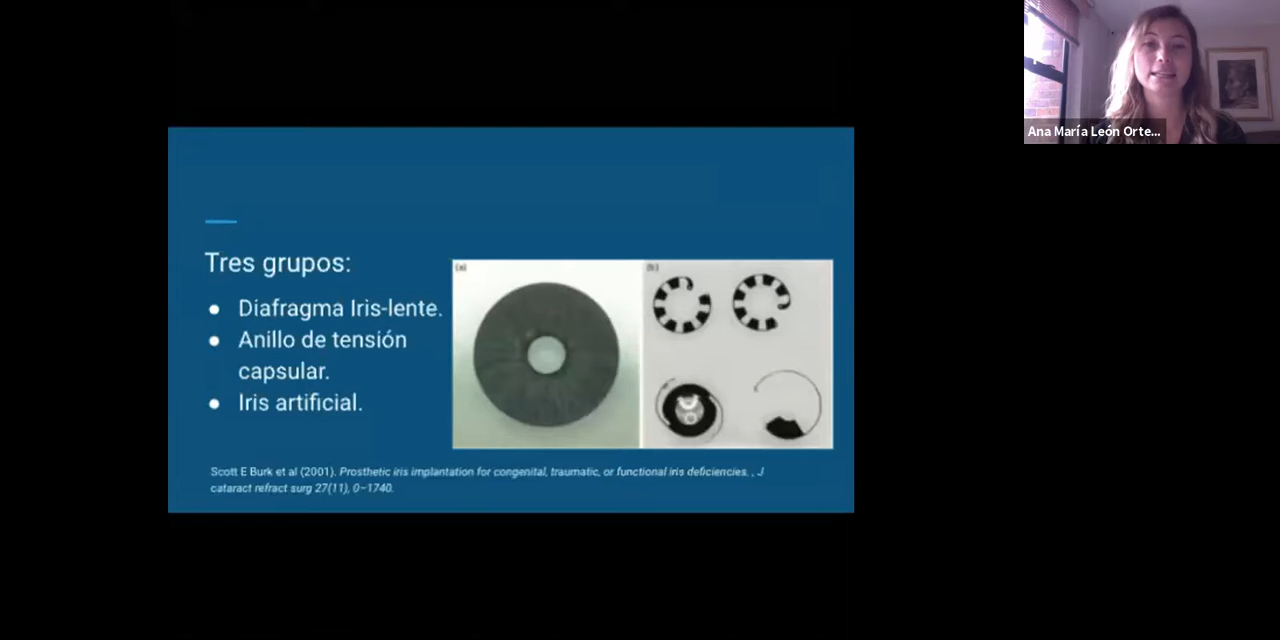 Ana María León Orte...
Tres grupos:
● Diafragma Iris-lente.
● Anillo de tensión
capsular.
● Iris artificial.
(a)
(b)
Scott E Burk et al (2001). Prosthetic iris implantation for congenital, traumatic, or functional iris deficiencies. , J
cataract refract surg 27(11), 0–1740.